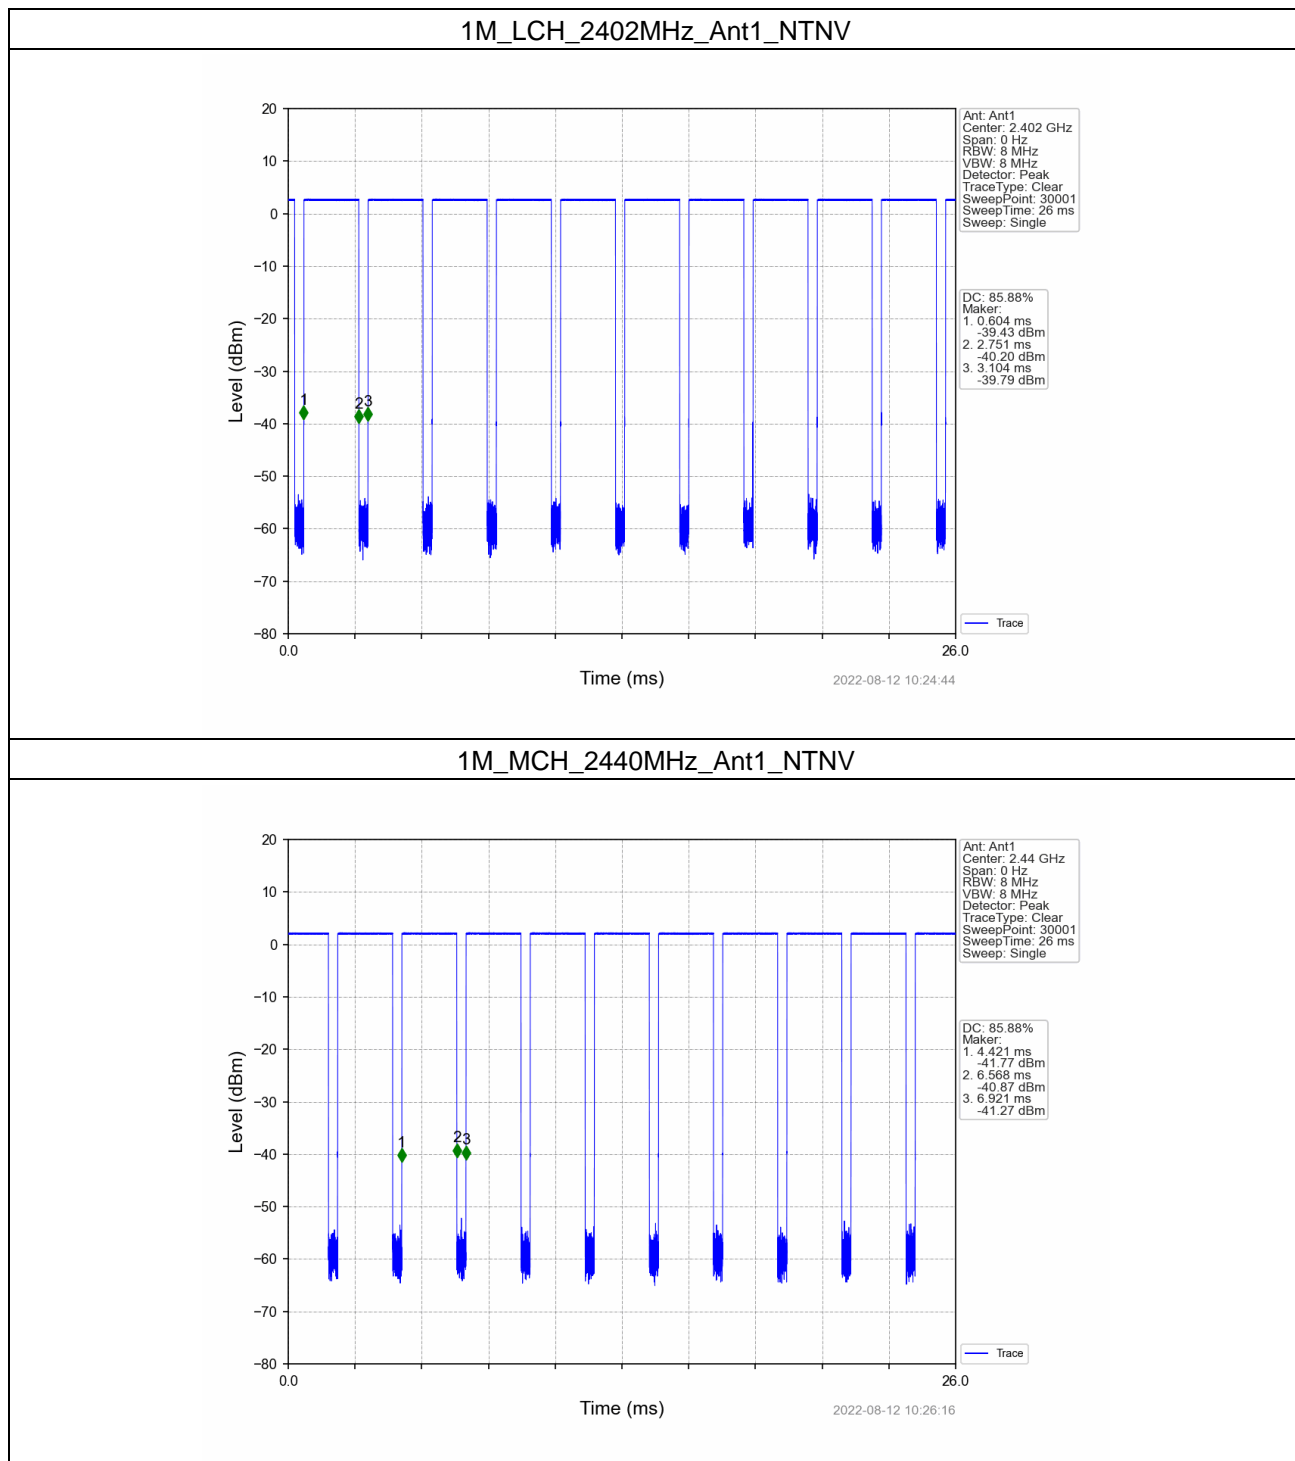 1M_LCH_2402MHz_Ant1_NTNV
20
10
0
−10
−20
−30
−40
−50
−60
−70
−80
Level (dBm)
1
2
3
0.0
26.0
Time (ms)
2022-08-12 10:24:44
Ant: Ant1
Center: 2.402 GHz
Span: 0 Hz
RBW: 8 MHz
VBW: 8 MHz
Detector: Peak
TraceType: Clear
SweepPoint: 30001
SweepTime: 26 ms
Sweep: Single
DC: 85.88%
Maker:
1. 0.604 ms
-39.43 dBm
2. 2.751 ms
-40.20 dBm
3. 3.104 ms
-39.79 dBm
Trace
1M_MCH_2440MHz_Ant1_NTNV
20
10
0
−10
−20
−30
−40
−50
−60
−70
−80
Level (dBm)
1
2
3
0.0
26.0
Time (ms)
2022-08-12 10:26:16
Ant: Ant1
Center: 2.44 GHz
Span: 0 Hz
RBW: 8 MHz
VBW: 8 MHz
Detector: Peak
TraceType: Clear
SweepPoint: 30001
SweepTime: 26 ms
Sweep: Single
DC: 85.88%
Maker:
1. 4.421 ms
-41.77 dBm
2. 6.568 ms
-40.87 dBm
3. 6.921 ms
-41.27 dBm
Trace